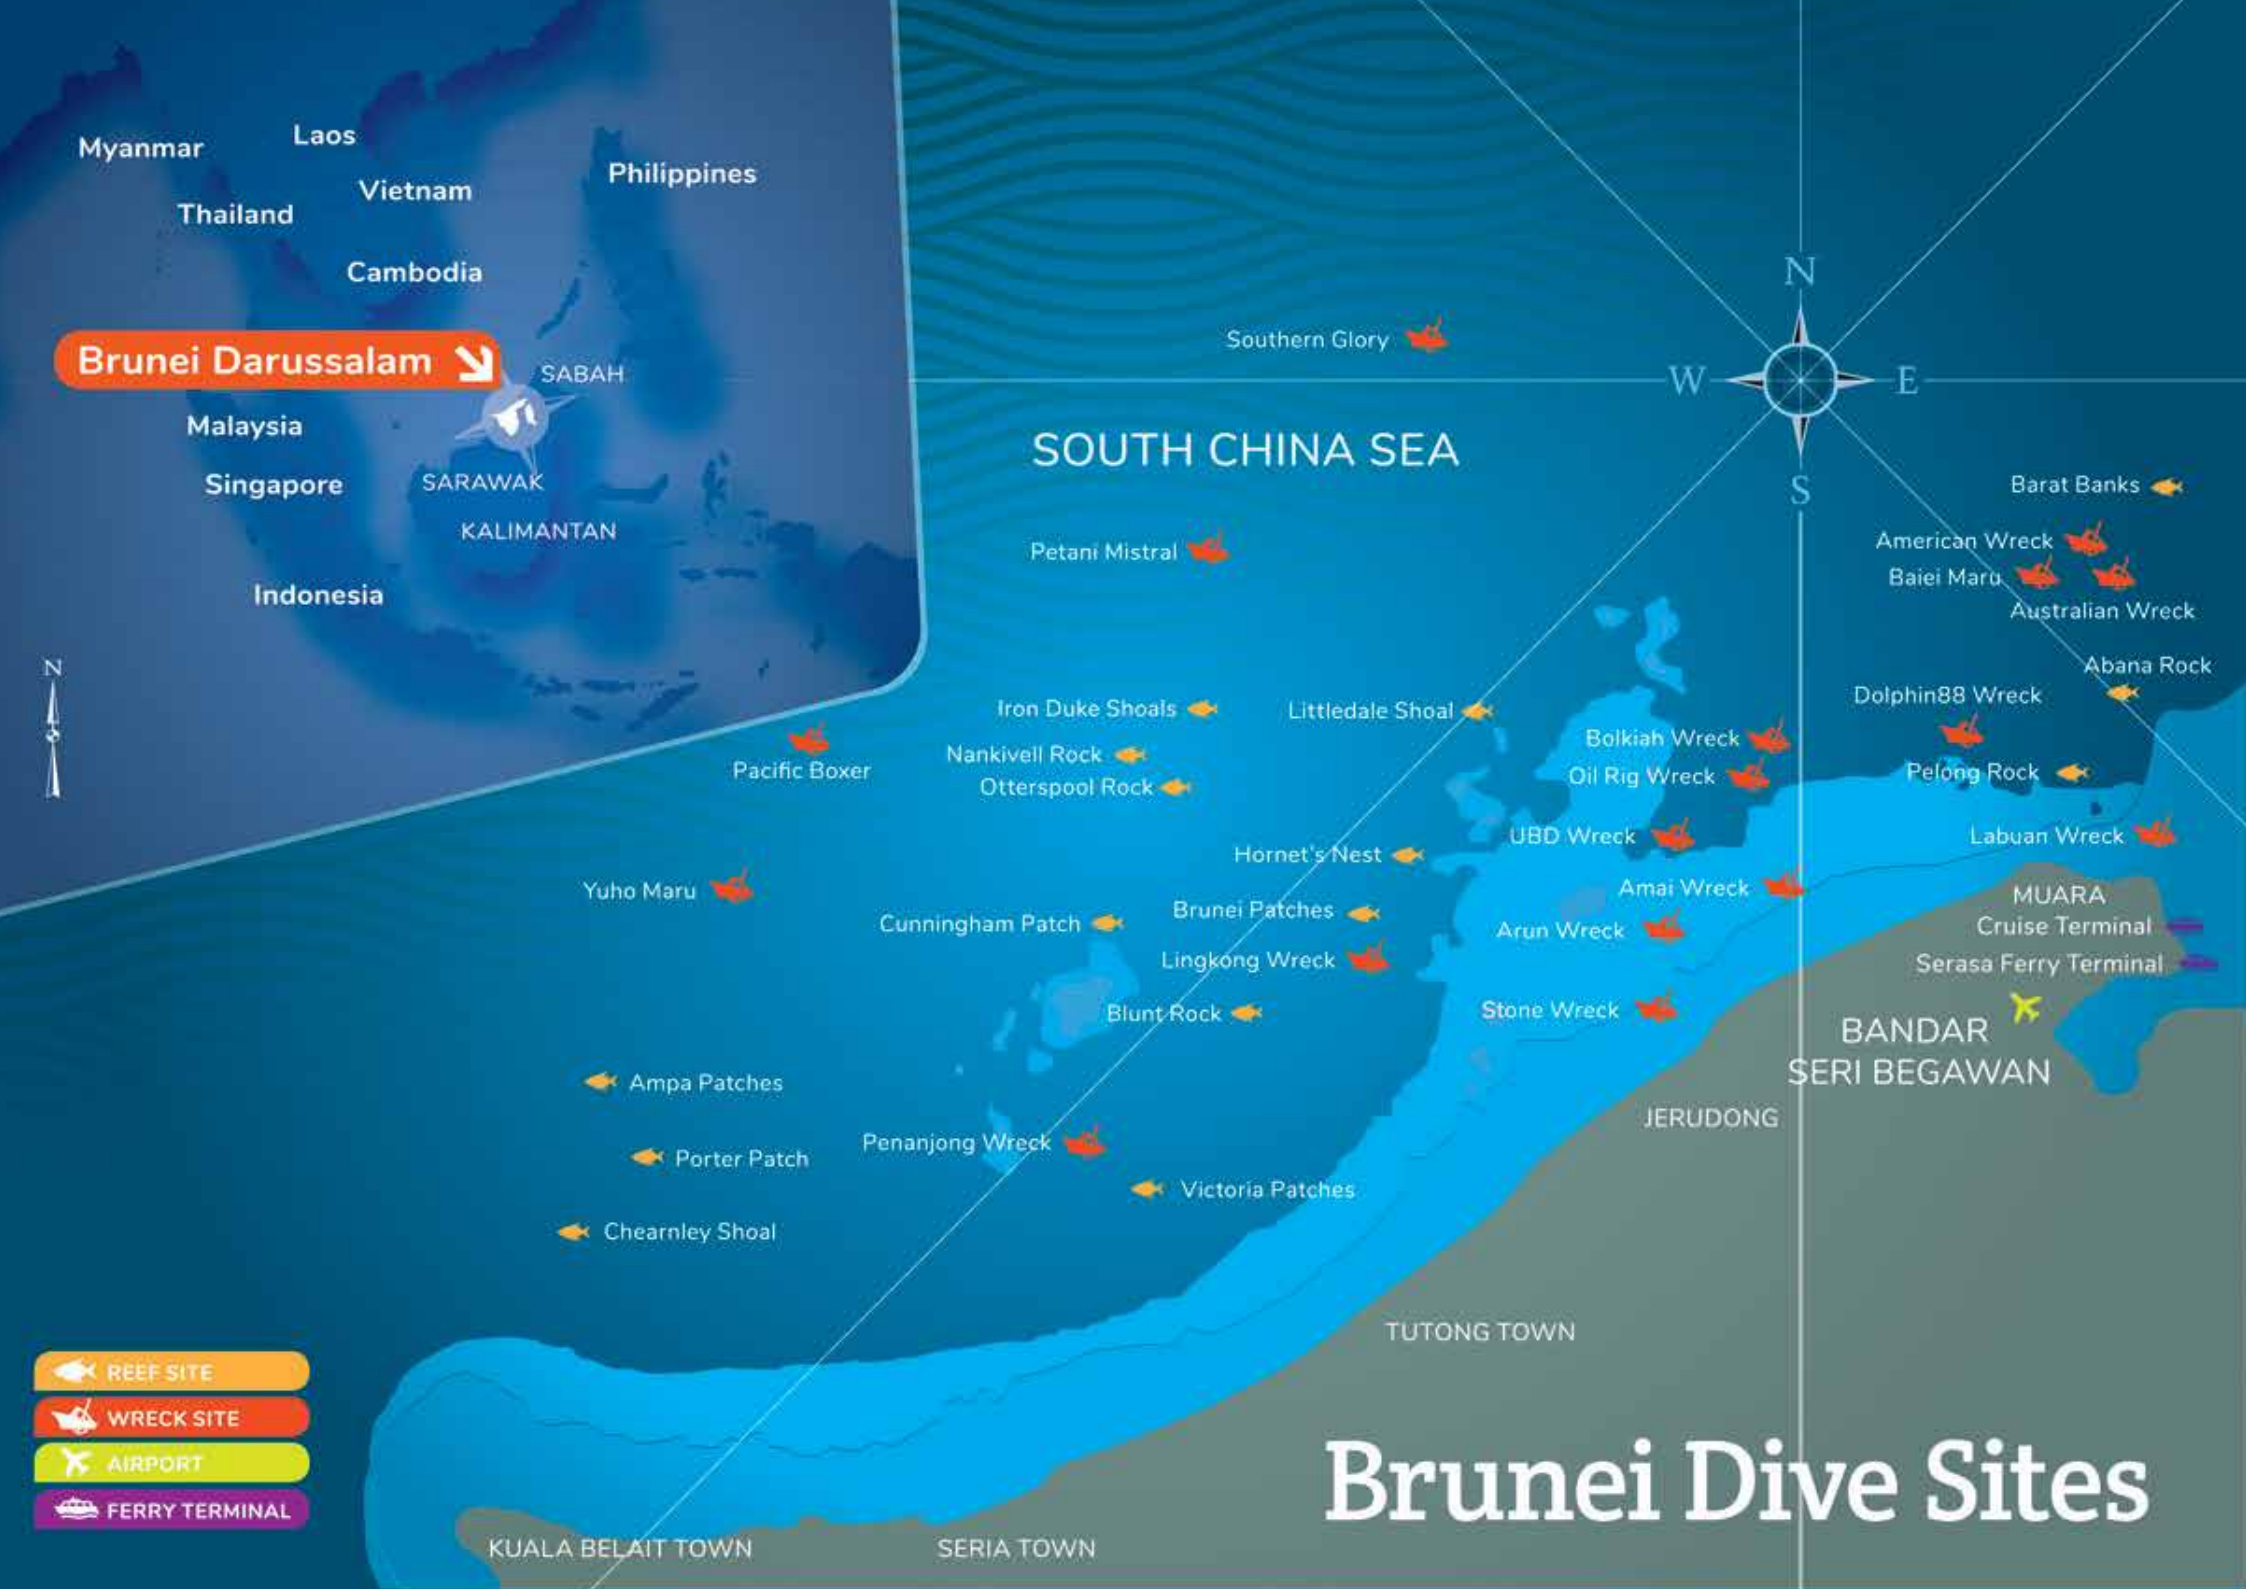 Myanmar
Laos
Vietnam
Thailand
Philippines
Cambodia
Brunei Darussalam
SABAH
Malaysia
Singapore
SARAWAK
KALIMANTAN
Indonesia
N
N
W
E
S
Southern Glory
SOUTH CHINA SEA
Petani Mistral
Barat Banks
American Wreck
Baiei Maru
Australian Wreck
Abana Rock
Dolphin88 Wreck
Iron Duke Shoals
Littledale Shoal
Bolkiah Wreck
Nankivell Rock
Oil Rig Wreck
Pelong Rock
Pacific Boxer
Otterspool Rock
UBD Wreck
Labuan Wreck
Hornet's Nest
Yuho Maru
Amai Wreck
MUARA
Cruise Terminal
Cunningham Patch
Brunei Patches
Arun Wreck
Lingkong Wreck
Serasa Ferry Terminal
Blunt Rock
Stone Wreck
BANDAR
SERI BEGAWAN
Ampa Patches
JERUDONG
Penanjong Wreck
Porter Patch
Victoria Patches
Chearnley Shoal
TUTONG TOWN
REEF SITE
WRECK SITE
AIRPORT
FERRY TERMINAL
Brunei Dive Sites
KUALA BELAIT TOWN
SERIA TOWN